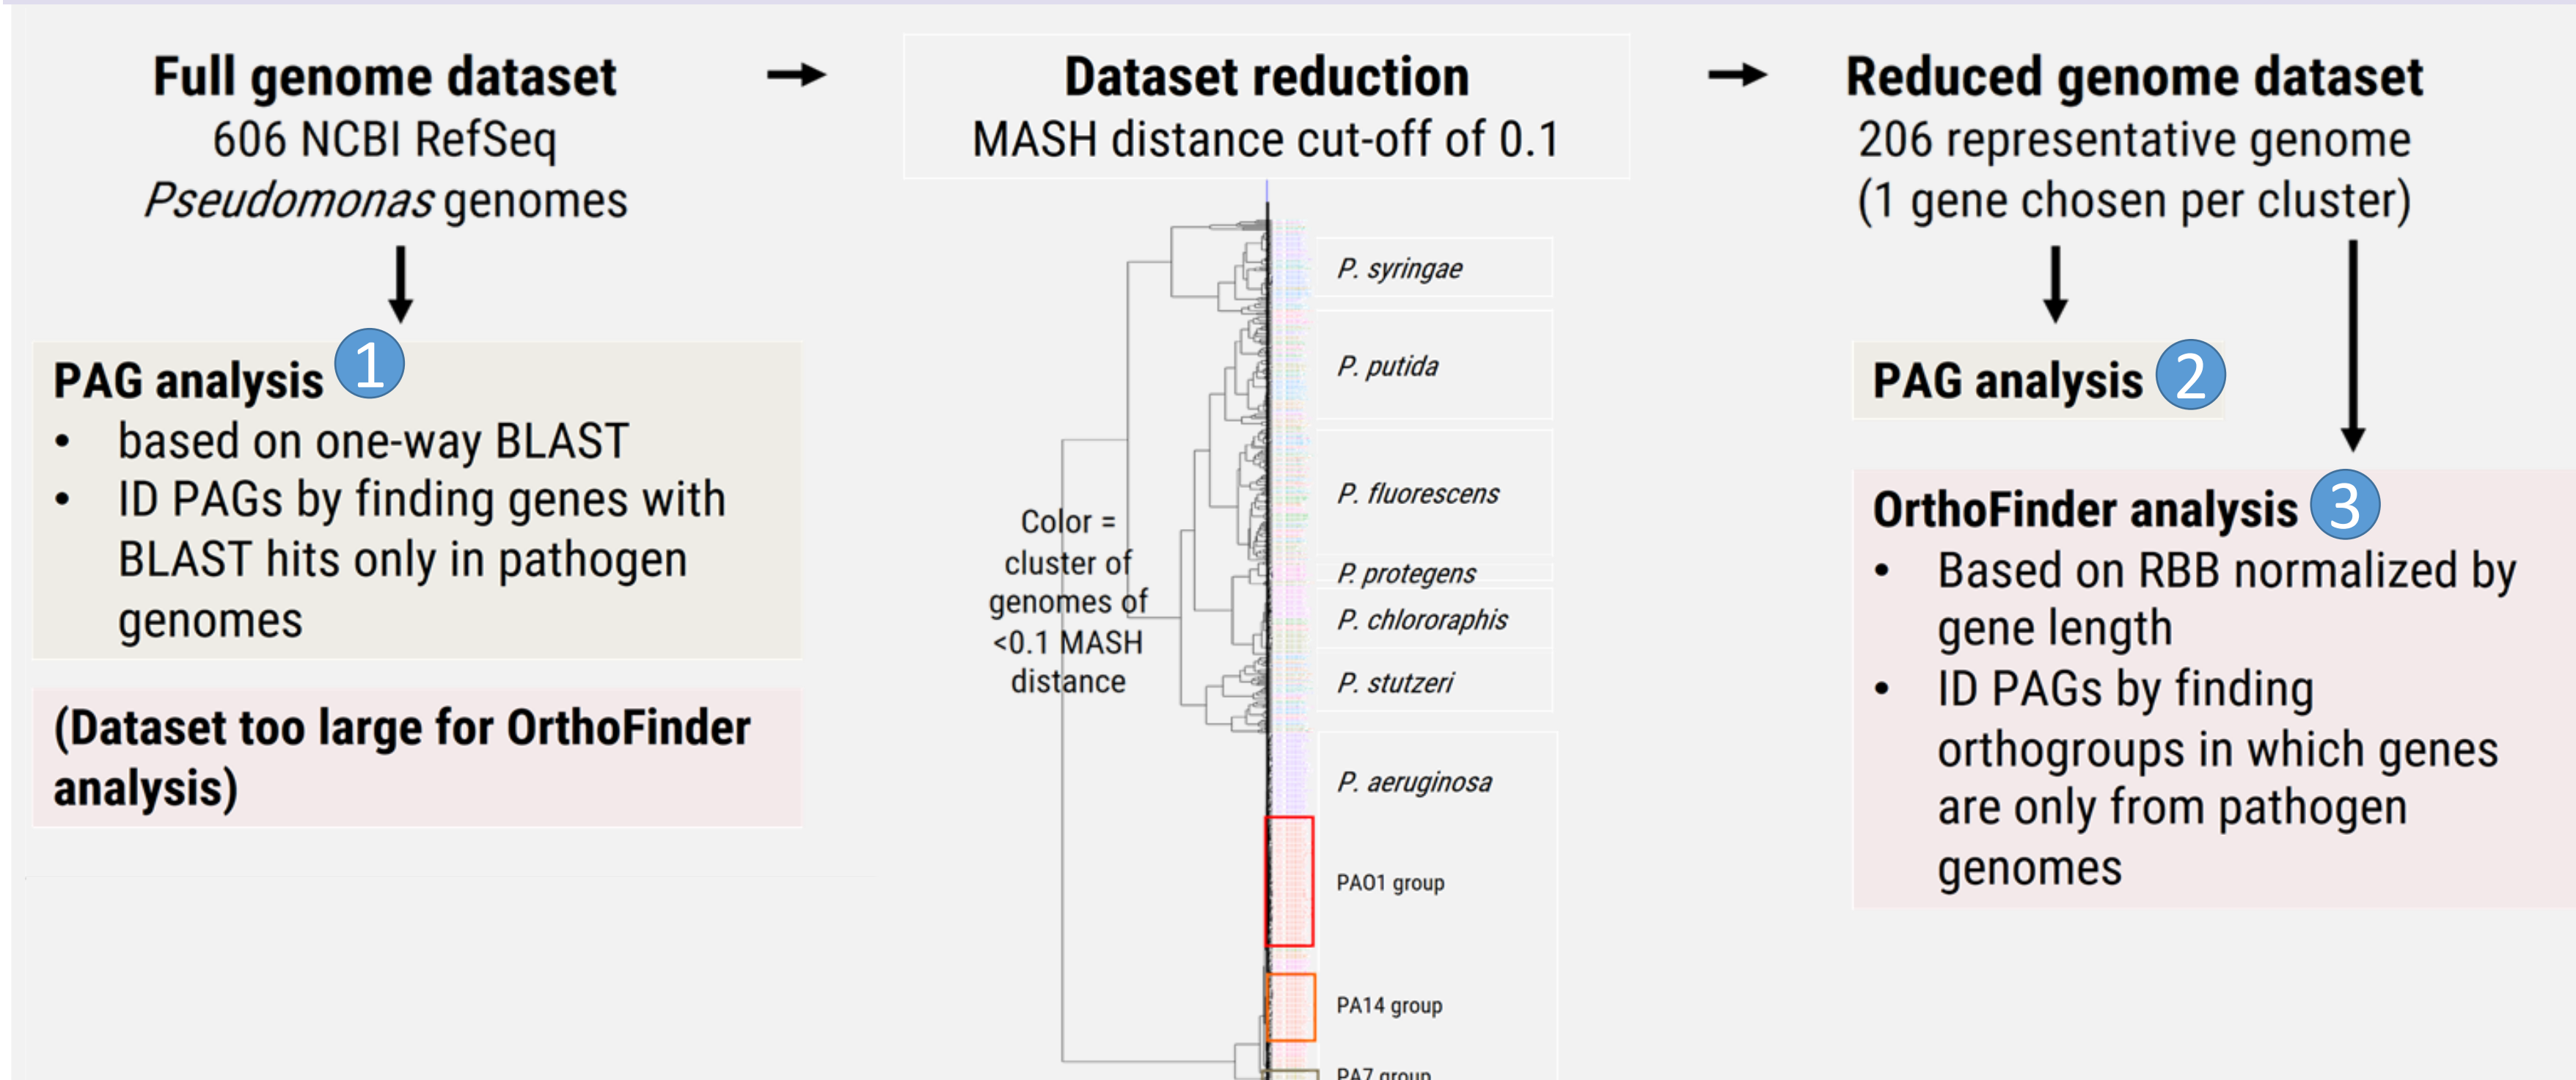 Full genome dataset
606 NCBI RefSeq
Pseudomonas genomes
PAG analysis 1
• based on one-way BLAST
• ID PAGs by finding genes with
BLAST hits only in pathogen
genomes
(Dataset too large for OrthoFinder
analysis)
Dataset reduction
MASH distance cut-off of 0.1
Color =
cluster of
genomes of
<0.1 MASH
distance
P. syringae
P. putida
P. fluorescens
P. protegens
P. chlororaphis
P. stutzeri
P. aeruginosa
PAO1 group
PA14 group
PA7 group
Reduced genome dataset
206 representative genome
(1 gene chosen per cluster)
PAG analysis 2
OrthoFinder analysis 3
• Based on RBB normalized by
gene length
• ID PAGs by finding
orthogroups in which genes
are only from pathogen
genomes